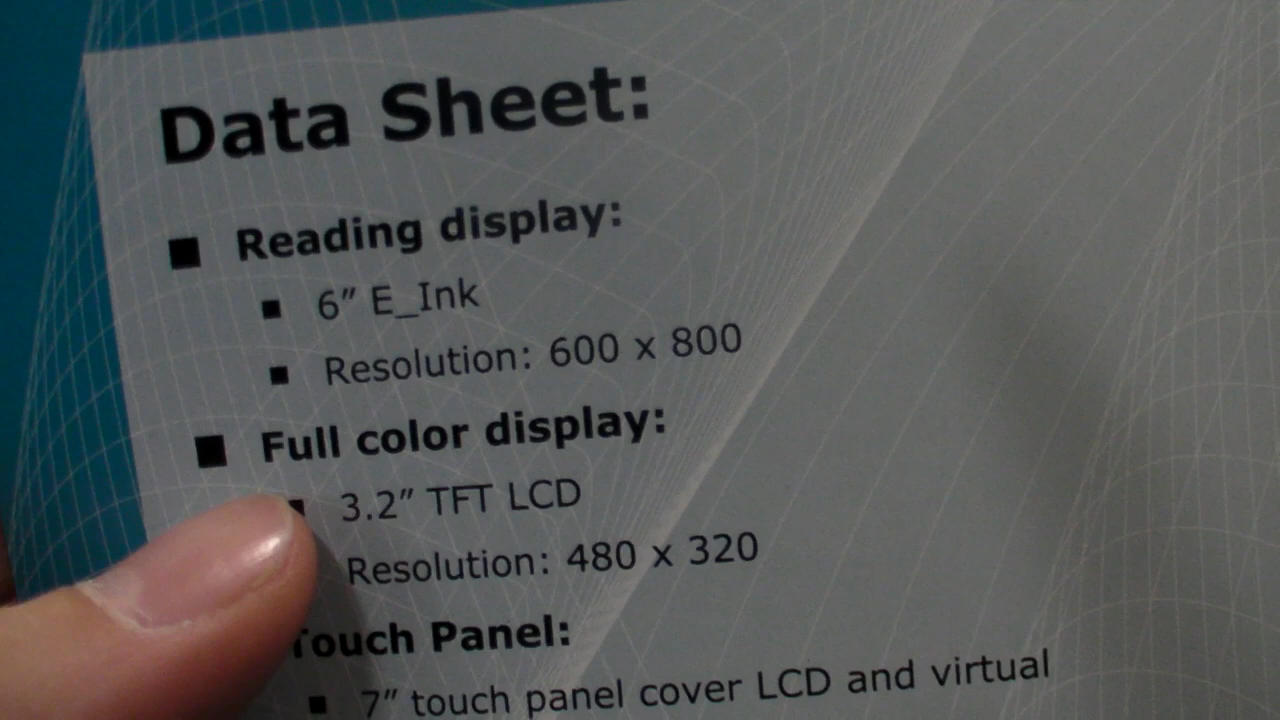 Data Sheet:
■ Reading display:
■ 6" E_Ink
■ Resolution: 600 x 800
■ Full color display:
■ 3.2" TFT LCD
Resolution: 480 x 320
Touch Panel:
■ 7" touch panel cover LCD and virtual